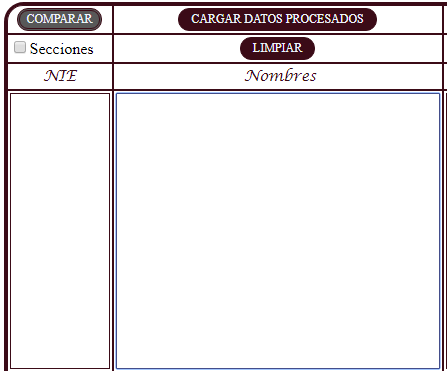 COMPARAR CARGAR DATOS PROCESADOS
Secciones LIMPIAR
NIE Nombres